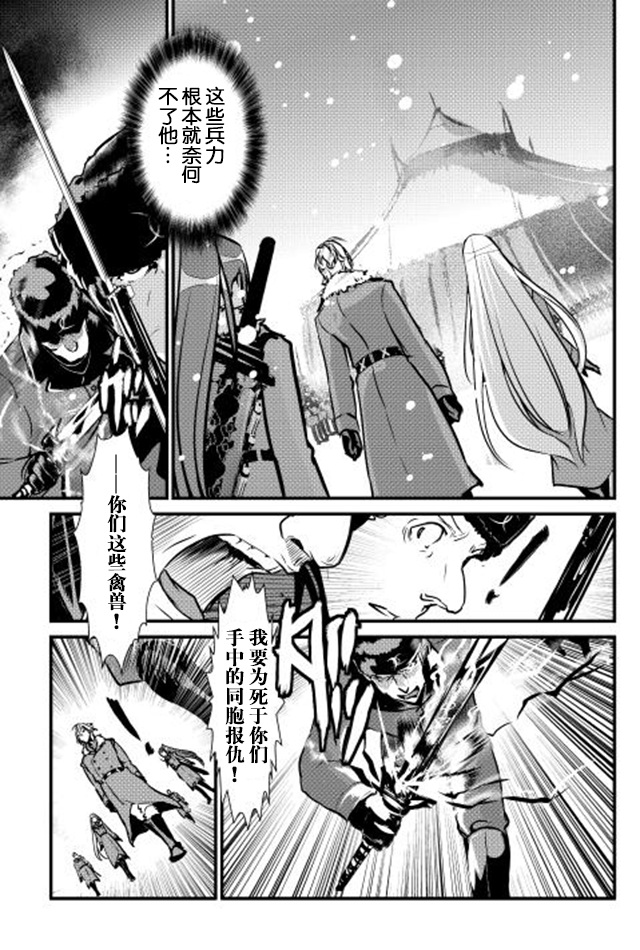 这些兵力
根本就奈何
不了他…
——你们这些禽兽！
我要为死于你们
手中的同胞报仇！